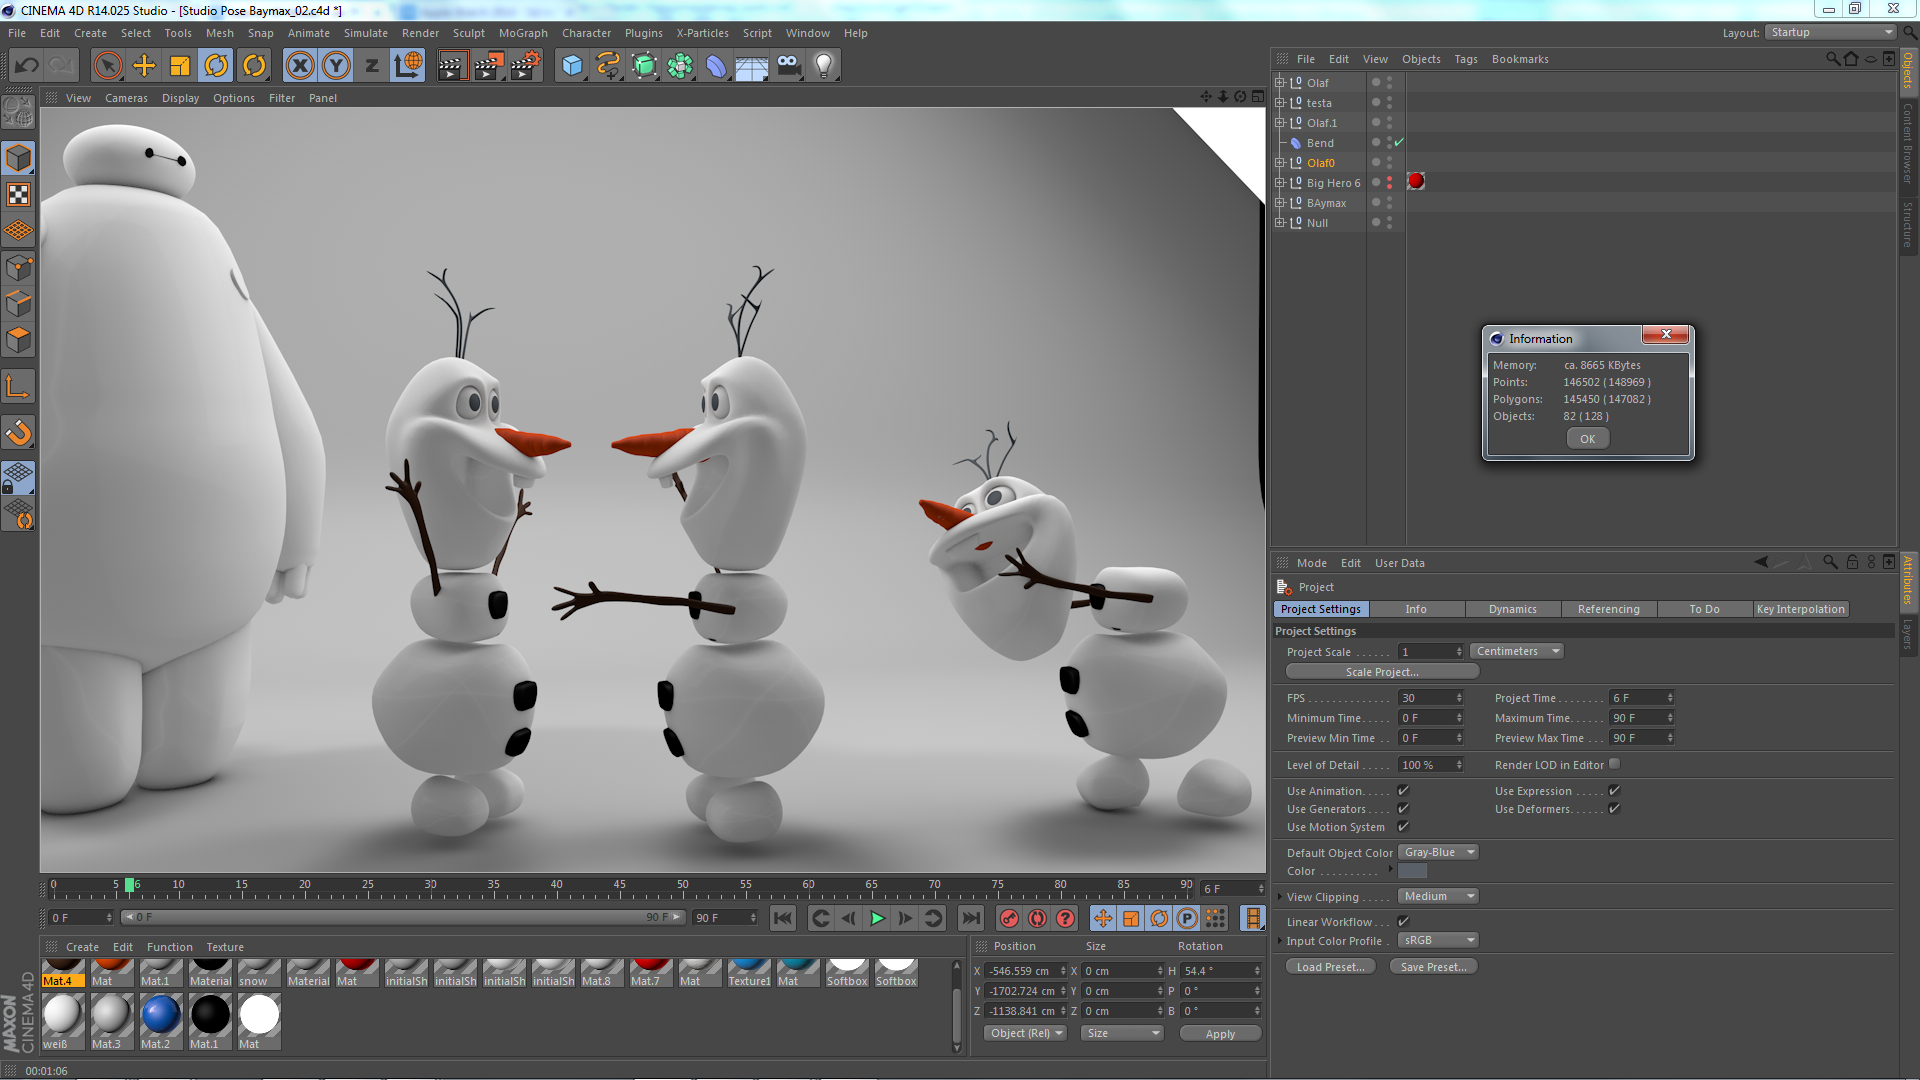 CINEMA 4D R14.025 Studio - [Studio Pose Baymax_02.c4d *]
File Edit Create Select Tools Mesh Snap Animate Simulate Render Sculpt MoGraph Character Plugins X-Particles Script Window Help
Layout: Startup
View Cameras Display Options Filter Panel
File Edit View Objects Tags Bookmarks
Olaf
testa
Olaf.1
Bend
Olaf0
Big Hero 6
BAymax
Null
Objects
Content Browser
Structure
Information
Memory: ca. 8665 KBytes
Points: 146502 ( 148969 )
Polygons: 145450 ( 147082 )
Objects: 82 ( 128 )
OK
Mode Edit User Data
Attributes
Layers
Project
Project Settings Info Dynamics Referencing To Do Key Interpolation
Project Settings
Project Scale . . . . . . 1 Centimeters
Scale Project...
FPS . . . . . . . . . . . . 30 Project Time . . . . . . . . 6 F
Minimum Time . . . . . 0 F Maximum Time. . . . . . 90 F
Preview Min Time . . 0 F Preview Max Time . . . 90 F
Level of Detail . . . . . 100 % Render LOD in Editor
Use Animation. . . . . Use Expression . . . . .
Use Generators . . . . Use Deformers. . . . . .
Use Motion System
Default Object Color Gray-Blue
Color . . . . . . . . . .
View Clipping . . . . . Medium
Linear Workflow . . .
Input Color Profile . sRGB
Load Preset... Save Preset...
0 5 6 10 15 20 25 30 35 40 45 50 55 60 65 70 75 80 85 90 6 F
0 F 0 F 90 F 90 F
Create Edit Function Texture
Mat.4 Mat Mat.1 Material snow Material Mat initialSh initialSh initialSh initialSh Mat.8 Mat.7 Mat Texture1 Mat Softbox Softbox
weiß Mat.3 Mat.2 Mat.1 Mat
Position Size Rotation
X -546.559 cm X 0 cm H 54.4 °
Y -1702.724 cm Y 0 cm P 0 °
Z -1138.841 cm Z 0 cm B 0 °
Object (Rel) Size Apply
MAXON
CINEMA 4D
00:01:06